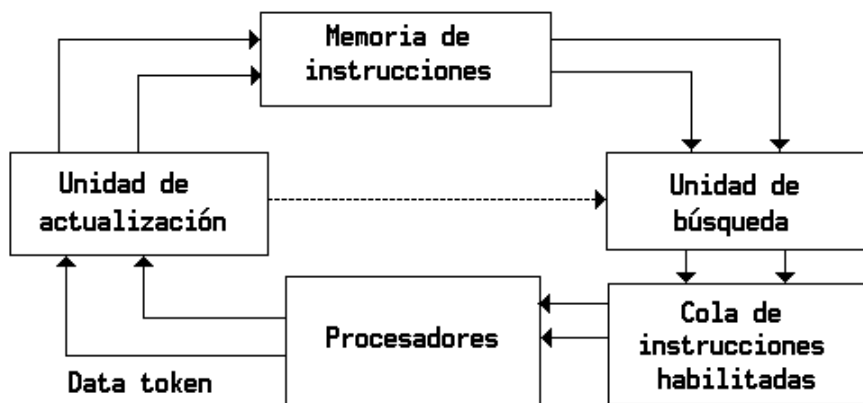 Memoria de
instrucciones
Unidad de
actualización
Unidad de
búsqueda
Procesadores
Cola de
instrucciones
habilitadas
Data token